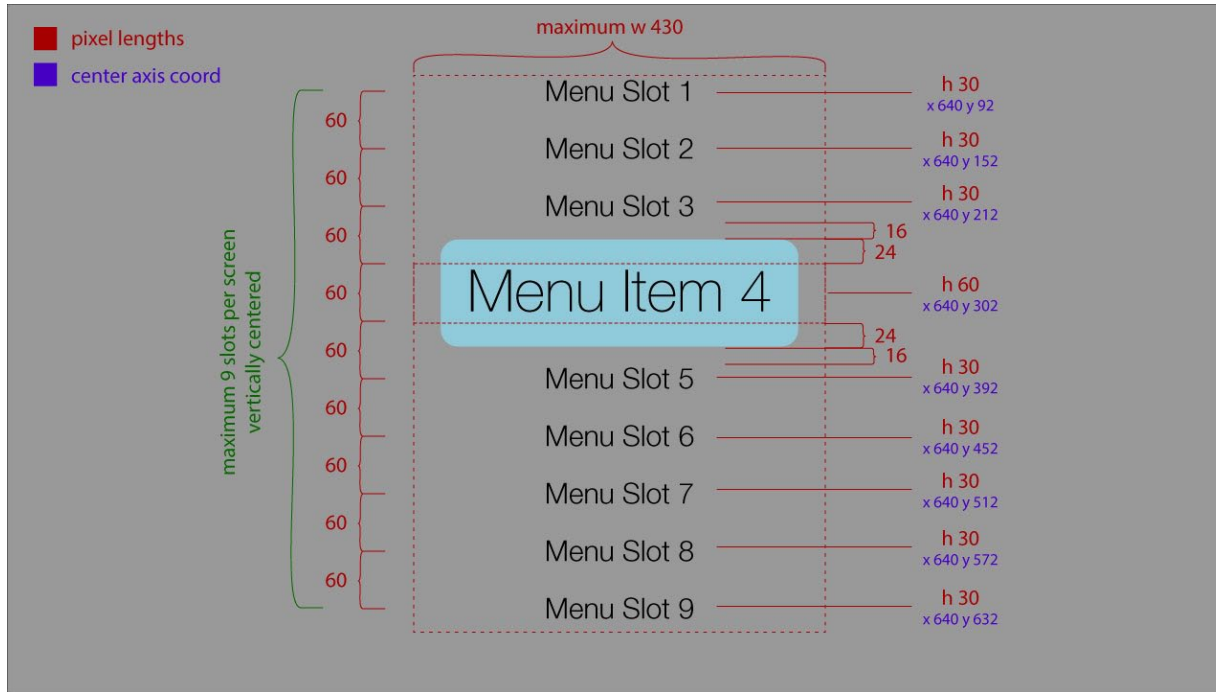 pixel lengths
center axis coord
maximum w 430
maximum 9 slots per screen
vertically centered
60
60
60
60
60
60
60
60
60
Menu Slot 1
h 30
x 640 y 92
Menu Slot 2
h 30
x 640 y 152
Menu Slot 3
h 30
x 640 y 212
16
24
Menu Item 4
h 60
x 640 y 302
24
16
Menu Slot 5
h 30
x 640 y 392
Menu Slot 6
h 30
x 640 y 452
Menu Slot 7
h 30
x 640 y 512
Menu Slot 8
h 30
x 640 y 572
Menu Slot 9
h 30
x 640 y 632